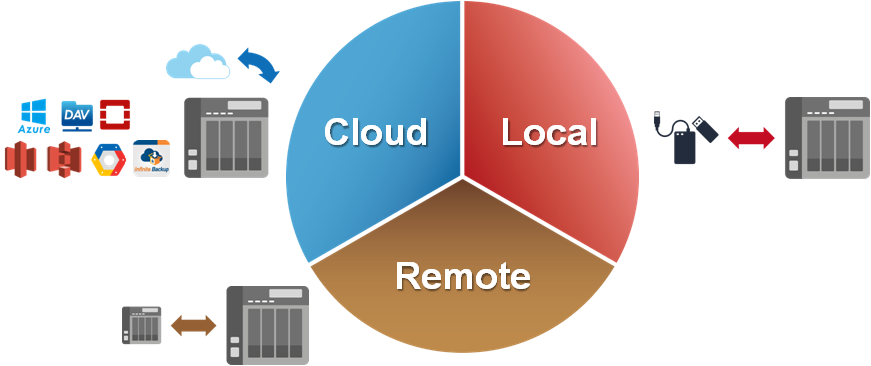 Cloud
Local
Remote
Azure
DAV
Infinite Backup